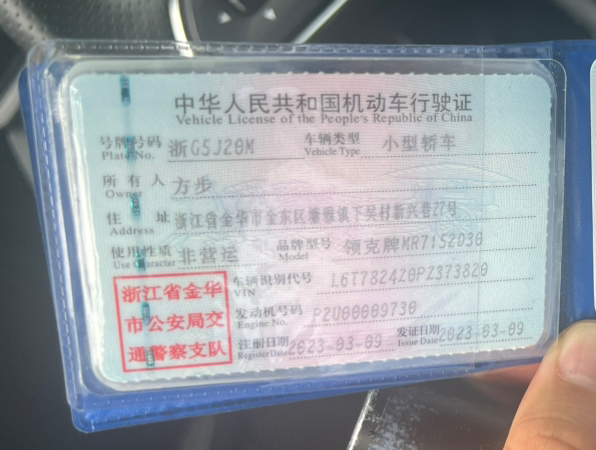 中华人民共和国机动车行驶证
Vehicle License of the People's Republic of China
号牌号码 浙G5J20M 车辆类型 小型轿车
Plate No. Vehicle Type
所有人 方步
Owner
住址 浙江省金华市金东区塘雅镇下吴村新兴巷27号
Address
使用性质 非营运 品牌型号 领克牌MR7152D30
Use Character Model
浙江省金华
市公安局交
通警察支队
车辆识别代号 L6T7824Z0PZ373820
VIN
发动机号码 P2U00009730
Engine No.
注册日期 2023-03-09 发证日期 2023-03-09
Register Date Issue Date